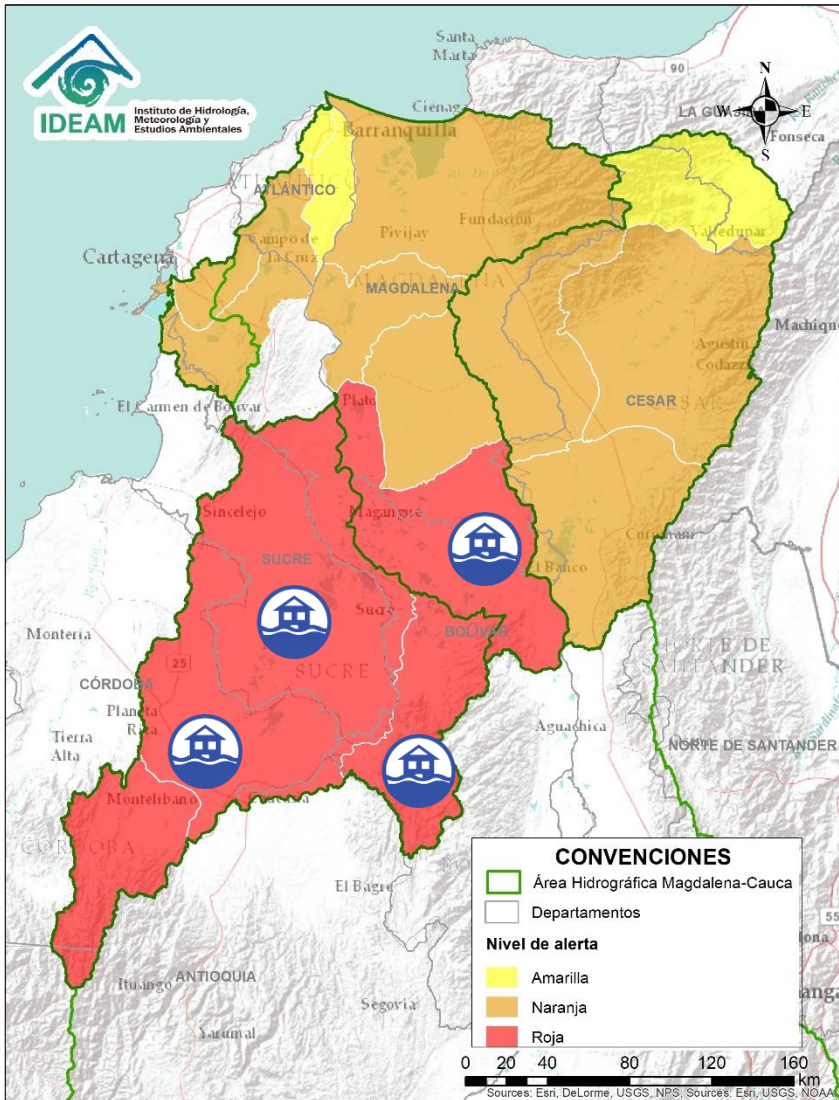 IDEAM
Instituto de Hidrología,
Meteorología y
Estudios Ambientales
Santa
Marta
90
N
W
E
S
LA GUAJIRA
Fonseca
Ciénaga
Barranquilla
ATLÁNTICO
Fundación
Valledupar
Pivijay
Campo de
la Cruz
Cartagena
MAGDALENA
Machiques
Agustín
Codazzi
CESAR
Plato
El Carmen de Bolívar
Sincelejo
Magangué
Curumaní
SUCRE
El Banco
Sucre
BOLÍVAR
Montería
NORTE DE
SANTANDER
25
SUCRE
CÓRDOBA
Planeta
Rica
Tierra
Alta
Aguachica
NORTE DE SANTANDER
Montelíbano
CÓRDOBA
El Bagre
Ituango
ANTIOQUIA
Segovia
Yarumal
55
CONVENCIONES
Área Hidrográfica Magdalena-Cauca
Departamentos
Nivel de alerta
Amarilla
Naranja
Roja
0 20 40 80 120 160
km
Sources: Esri, DeLorme, USGS, NPS; Sources: Esri, USGS, NOAA